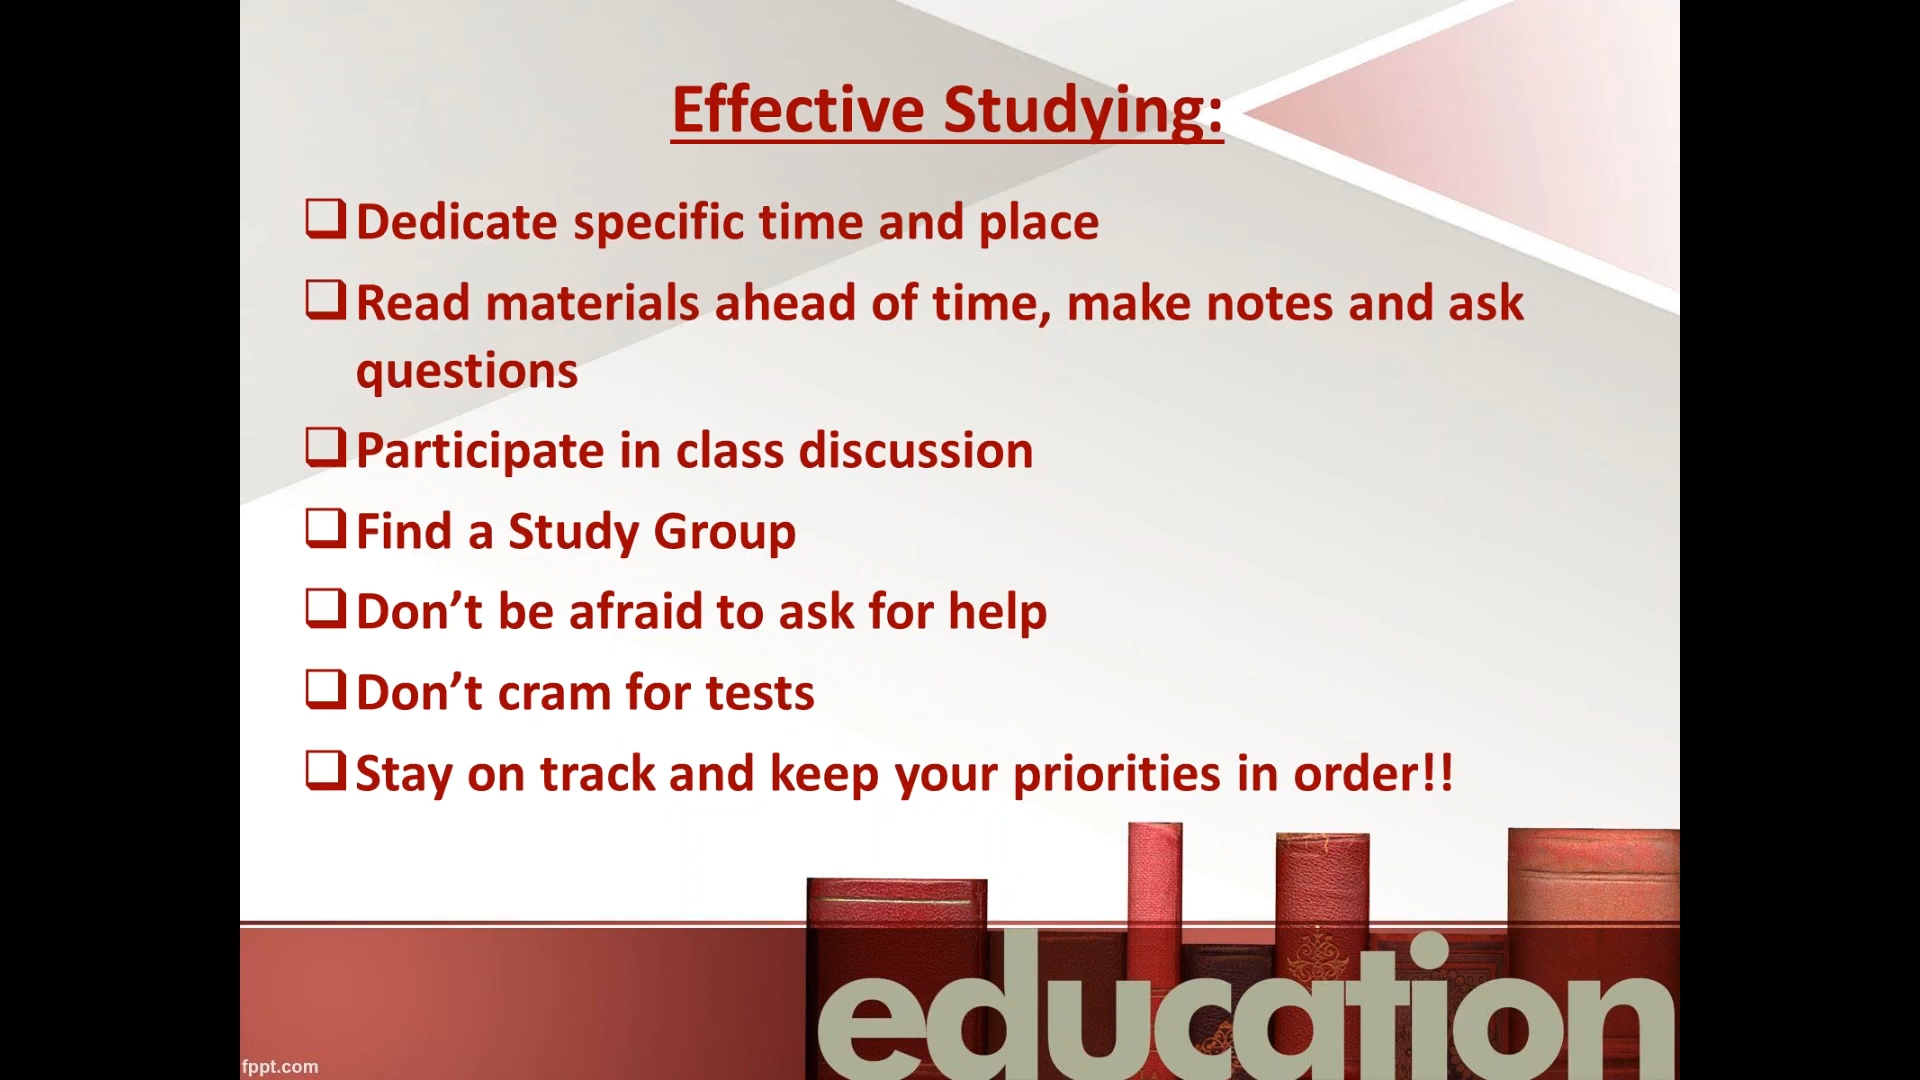 Effective Studying:
Dedicate specific time and place
Read materials ahead of time, make notes and ask
questions
Participate in class discussion
Find a Study Group
Don’t be afraid to ask for help
Don’t cram for tests
Stay on track and keep your priorities in order!!
education
fppt.com